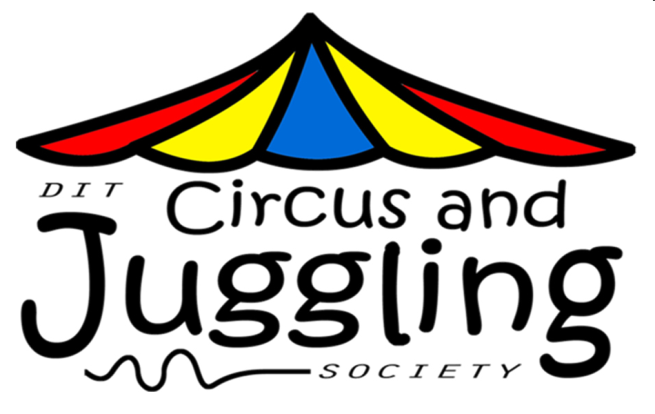 DIT Circus and
Juggling
SOCIETY